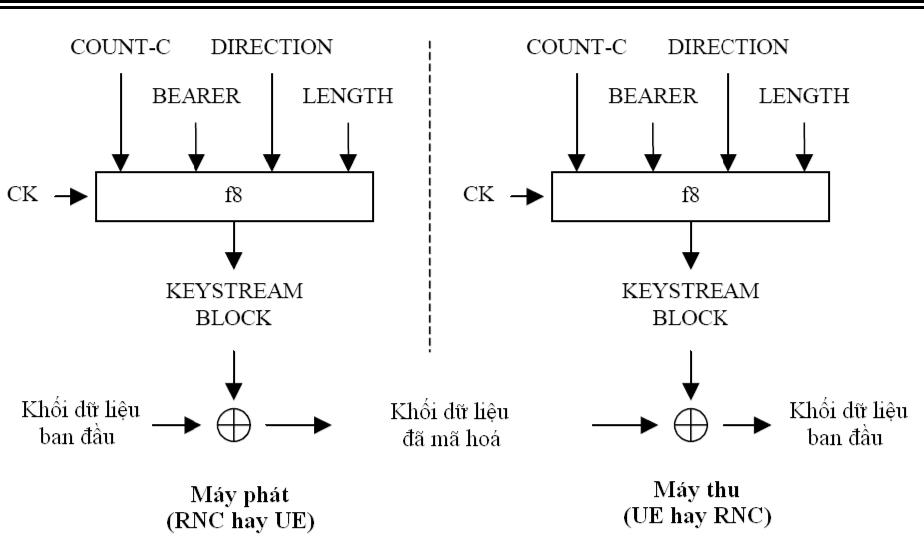 COUNT-C DIRECTION
BEARER LENGTH
CK f8
KEYSTREAM
BLOCK
Khối dữ liệu
ban đầu
Máy phát
(RNC hay UE)
Khối dữ liệu
đã mã hoá
COUNT-C DIRECTION
BEARER LENGTH
CK f8
KEYSTREAM
BLOCK
Khối dữ liệu
ban đầu
Máy thu
(UE hay RNC)